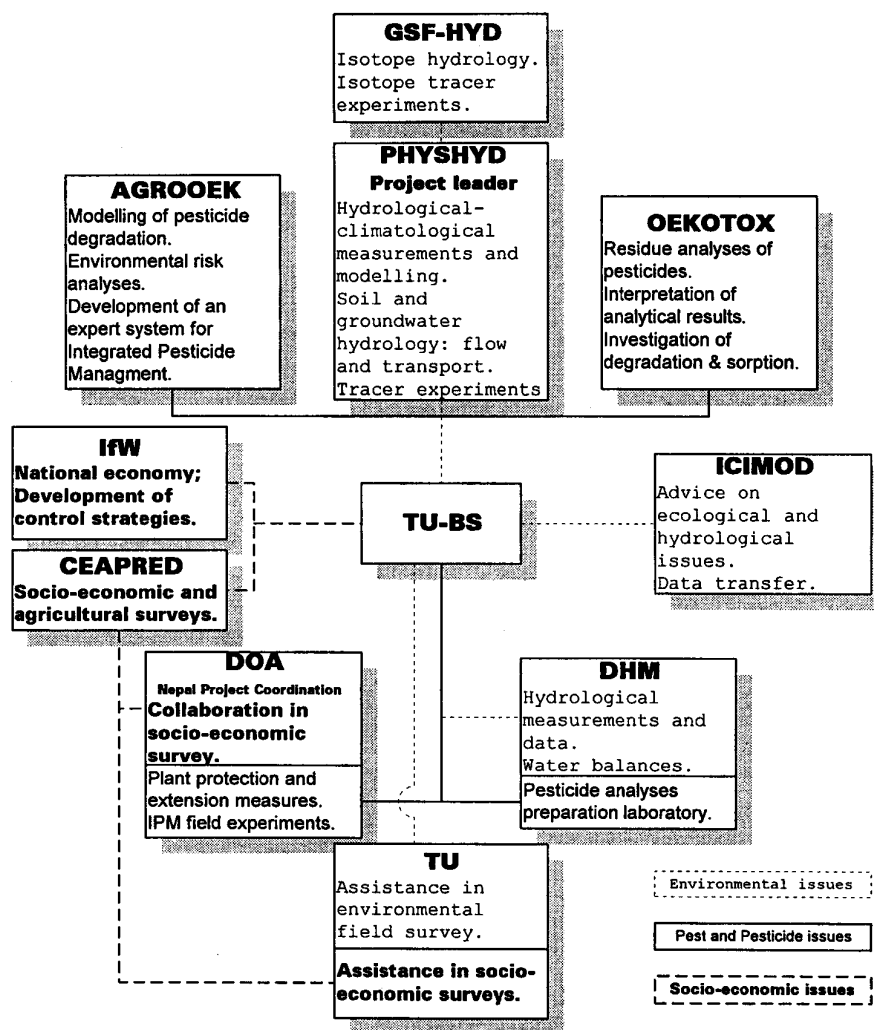 GSF-HYD
Isotope hydrology.
Isotope tracer
experiments.
PHYSHYD
Project leader
Hydrological-
climatological
measurements and
modelling.
Soil and
groundwater
hydrology: flow
and transport.
Tracer experiments
AGROOEK
Modelling of pesticide
degradation.
Environmental risk
analyses.
Development of an
expert system for
Integrated Pesticide
Managment.
OEKOTOX
Residue analyses of
pesticides.
Interpretation of
analytical results.
Investigation of
degradation & sorption.
IfW
National economy;
Development of
control strategies.
TU-BS
ICIMOD
Advice on
ecological and
hydrological
issues.
Data transfer.
CEAPRED
Socio-economic and
agricultural surveys.
DOA
Nepal Project Coordination
Collaboration in
socio-economic
survey.
Plant protection and
extension measures.
IPM field experiments.
DHM
Hydrological
measurements and
data.
Water balances.
Pesticide analyses
preparation laboratory.
TU
Assistance in
environmental
field survey.
Assistance in socio-
economic surveys.
Environmental issues
Pest and Pesticide issues
Socio-economic issues